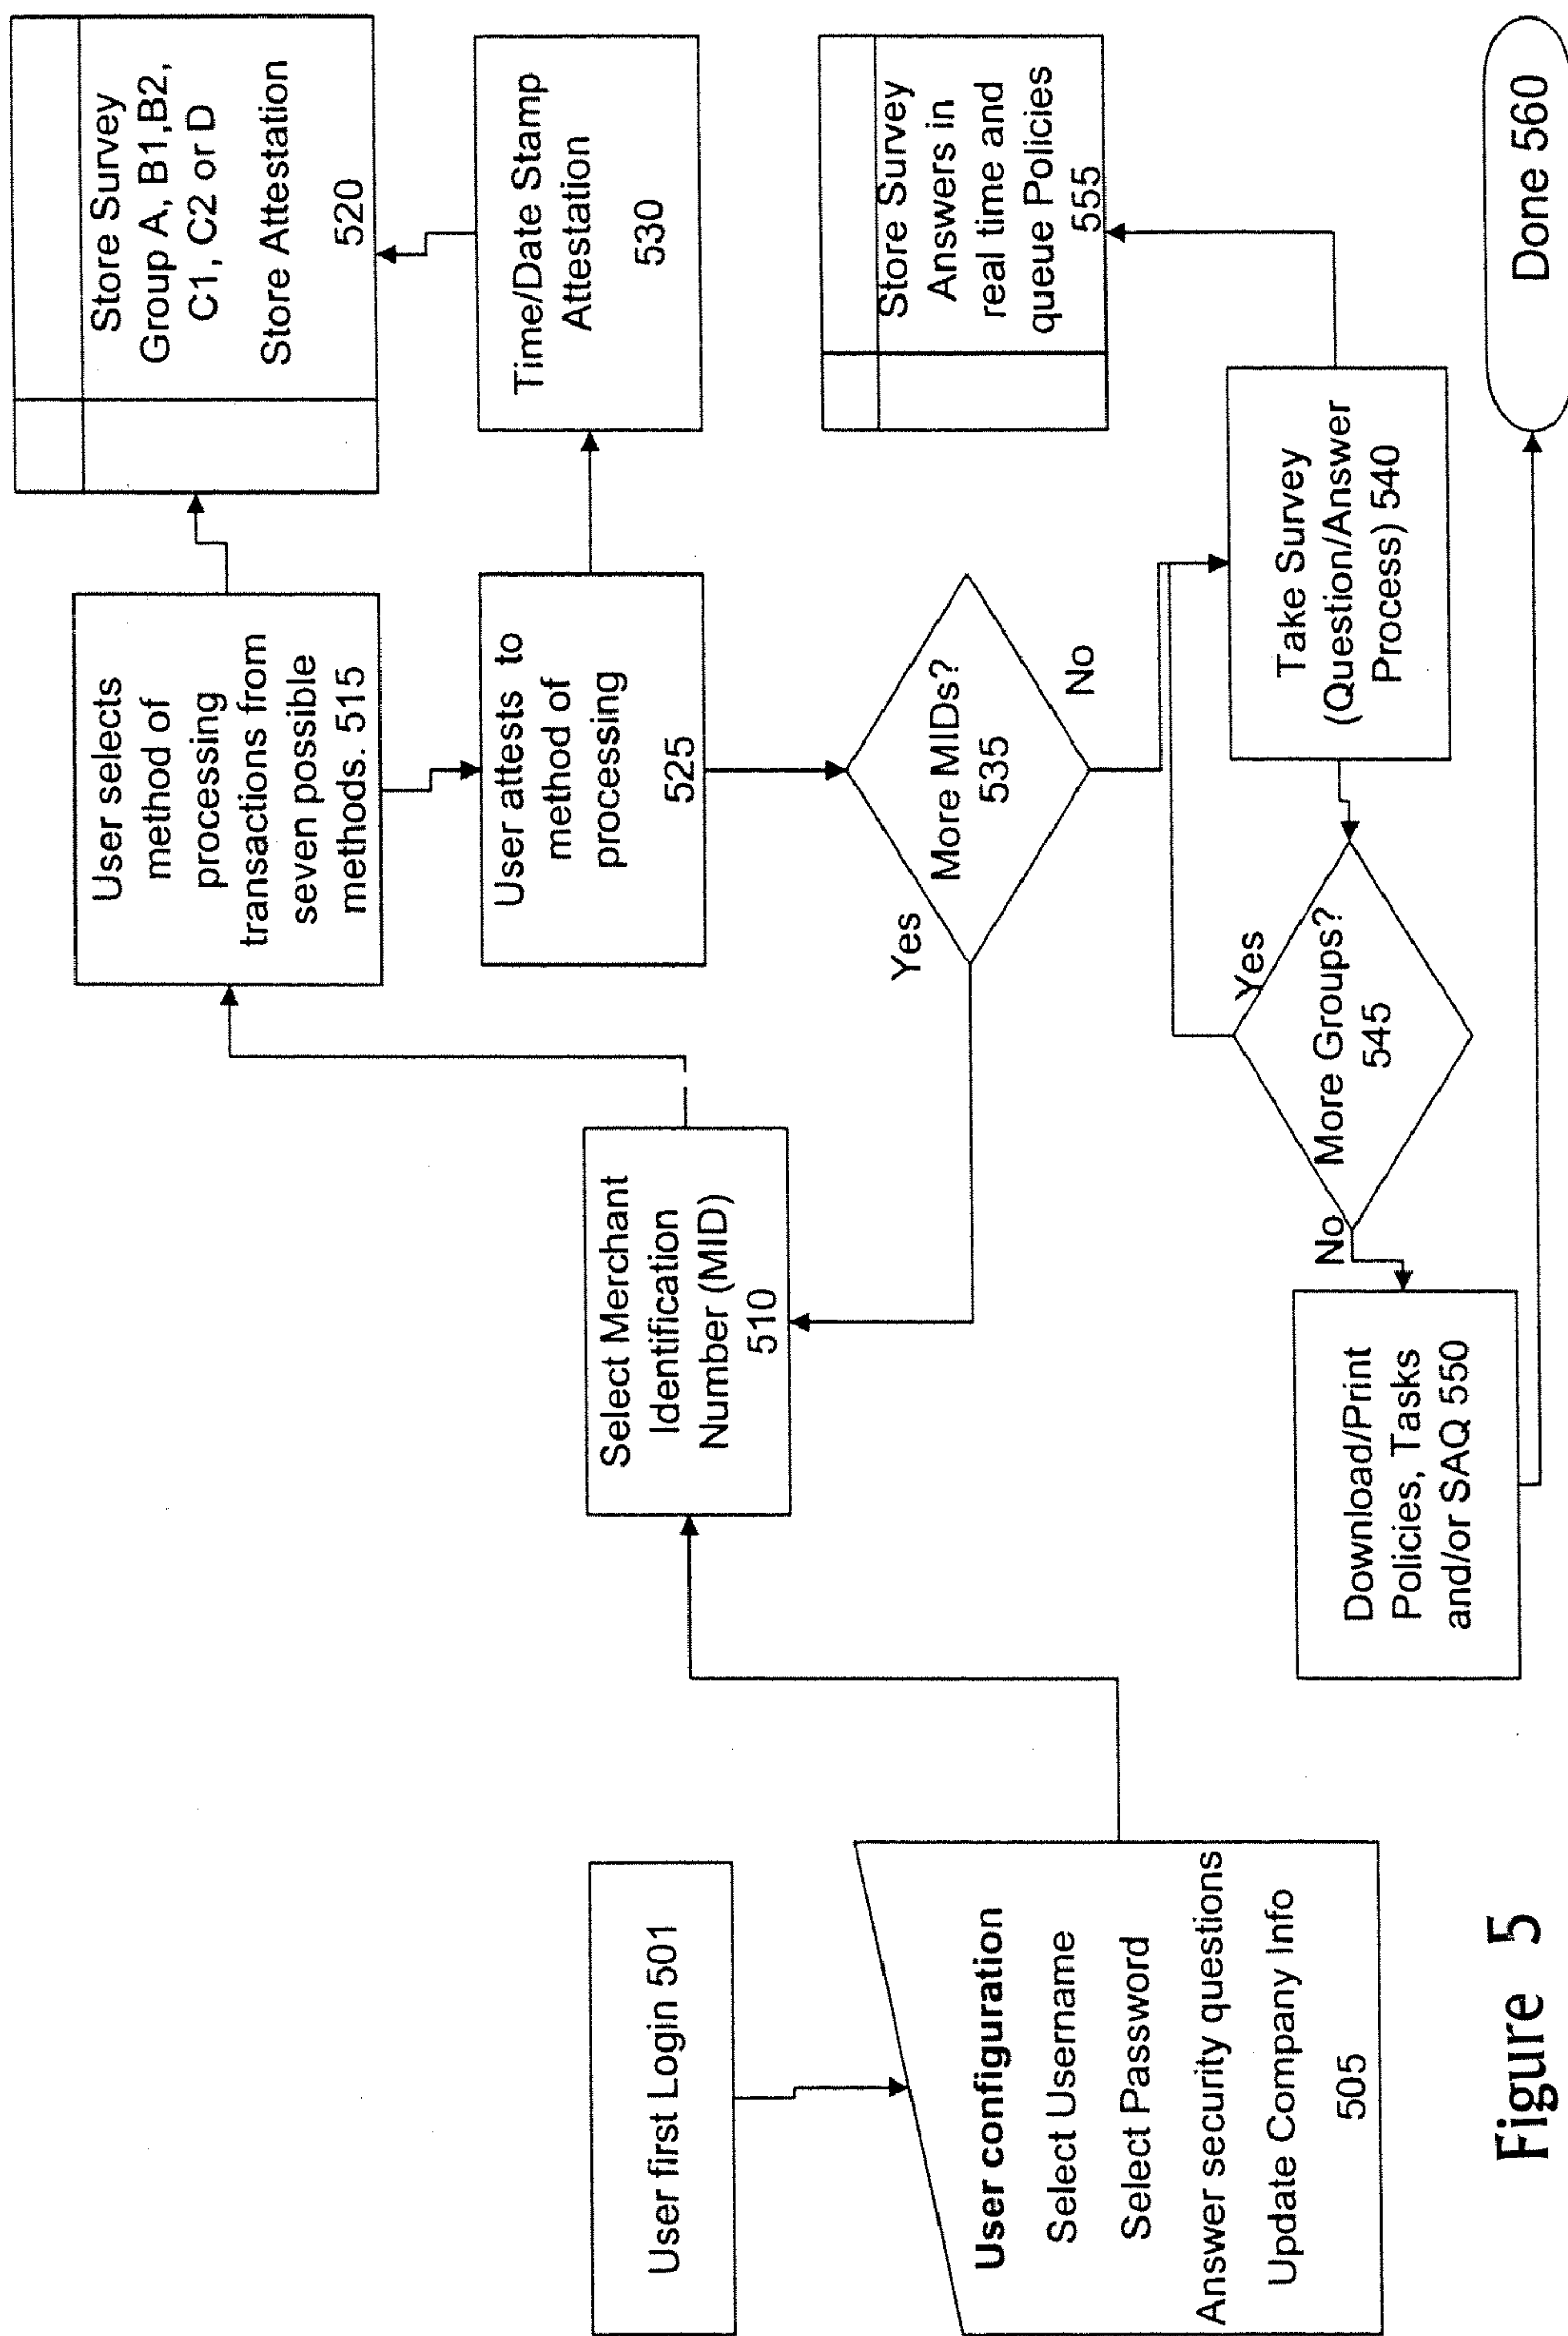 User first Login 501
User configuration
Select Username
Select Password
Answer security questions
Update Company Info
505
Select Merchant
Identification
Number (MID)
510
User selects
method of
processing
transactions from
seven possible
methods. 515
Store Survey
Group A, B1,B2,
C1, C2 or D
Store Attestation
520
User attests to
method of
processing
525
Time/Date Stamp
Attestation
530
More MIDs?
535
Yes
No
Take Survey
(Question/Answer
Process) 540
Store Survey
Answers in
real time and
queue Policies
555
More Groups?
545
Yes
No
Download/Print
Policies, Tasks
and/or SAQ 550
Done 560
Figure 5